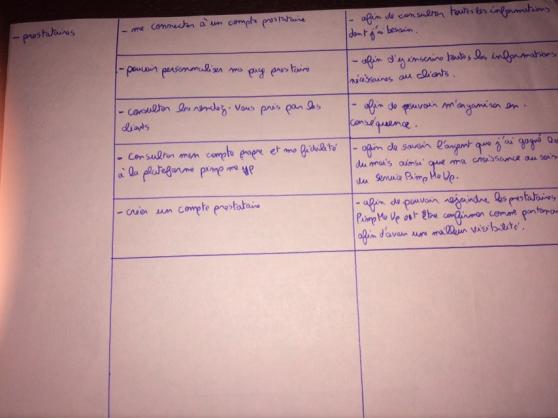 - prestataires
- me connecter à un compte prestataire
- afin de consulter toutes les informations
dont j'ai besoin.
- pouvoir personnaliser ma page prestataire
- afin d'y inscrire toutes les informations
nécessaires au clients.
- consulter les rendez-vous pris par les
clients
- afin de pouvoir m'organiser en
conséquence.
- Consulter mon compte propre et ma fidélité
à la plateforme pimp me up
- afin de savoir l'argent que j'ai gagné
du mois ainsi que ma croissance au sein
du service Pimp Me Up.
- créer un compte prestataire
- afin de pouvoir rejoindre les prestataires
Pimp Me Up et être confirmer comme
afin d'avoir une meilleur visibilité.